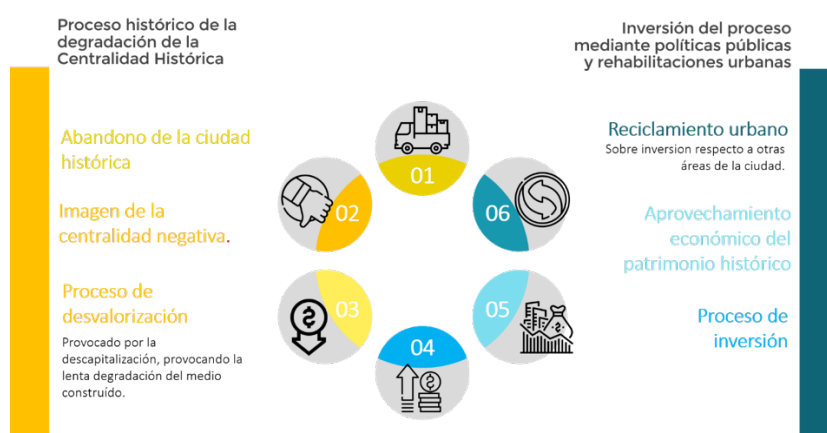 Proceso histórico de la
degradación de la
Centralidad Histórica
Abandono de la ciudad
histórica
Imagen de la
centralidad negativa.
Proceso de
desvalorización
Provocado por la
descapitalización, provocando la
lenta degradación del medio
construído.
01
02
03
04
05
06
Inversión del proceso
mediante políticas públicas
y rehabilitaciones urbanas
Reciclamiento urbano
Sobre inversion respecto a otras
áreas de la ciudad.
Aprovechamiento
económico del
patrimonio histórico
Proceso de
inversión